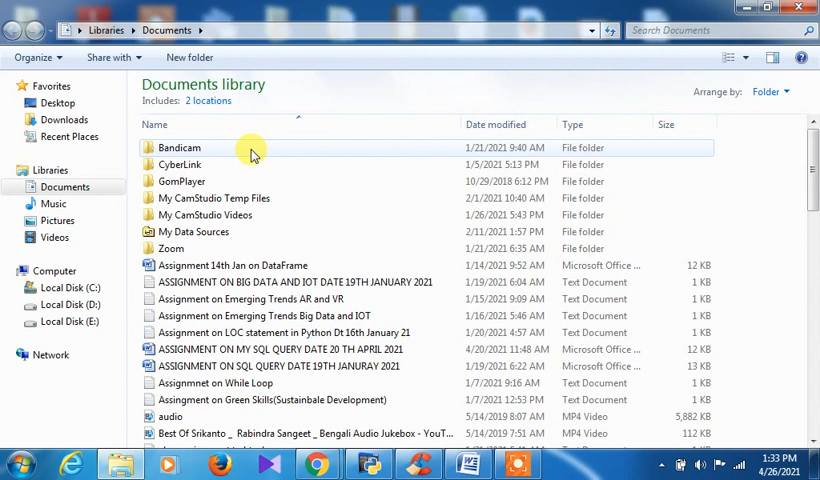 Libraries Documents Search Documents
Organize Share with New folder
Favorites
Desktop
Downloads
Recent Places
Libraries
Documents
Music
Pictures
Videos
Computer
Local Disk (C:)
Local Disk (D:)
Local Disk (E:)
Network
Documents library
Includes: 2 locations
Arrange by: Folder
Name Date modified Type Size
Bandicam 1/21/2021 9:40 AM File folder
CyberLink 1/5/2021 5:13 PM File folder
GomPlayer 10/29/2018 6:12 PM File folder
My CamStudio Temp Files 2/1/2021 10:40 AM File folder
My CamStudio Videos 1/26/2021 5:43 PM File folder
My Data Sources 2/11/2021 1:57 PM File folder
Zoom 1/21/2021 6:35 AM File folder
Assignment 14th Jan on DataFrame 1/14/2021 9:52 AM Microsoft Office ... 12 KB
ASSIGNMENT ON BIG DATA AND IOT DATE 19TH JANUARY 2021 1/19/2021 6:04 AM Text Document 1 KB
Assignment on Emerging Trends AR and VR 1/15/2021 9:09 AM Text Document 1 KB
Assignment on Emerging Trends Big Data and IOT 1/16/2021 5:46 AM Text Document 1 KB
Assignment on LOC statement in Python Dt 16th January 21 1/20/2021 4:57 AM Text Document 1 KB
ASSIGNMENT ON MY SQL QUERY DATE 20 TH APRIL 2021 4/20/2021 11:48 AM Microsoft Office ... 12 KB
ASSIGNMENT ON SQL QUERY DATE 19TH JANURAY 2021 1/19/2021 6:22 AM Microsoft Office ... 13 KB
Assignmnet on While Loop 1/7/2021 9:16 AM Text Document 1 KB
Assingment on Green Skills(Sustainbale Development) 1/7/2021 12:53 PM Text Document 1 KB
audio 5/14/2019 8:07 AM MP4 Video 5,882 KB
Best Of Srikanto _ Rabindra Sangeet _ Bengali Audio Jukebox - YouT... 5/14/2019 7:51 AM MP4 Video 112 KB
1:33 PM
4/26/2021